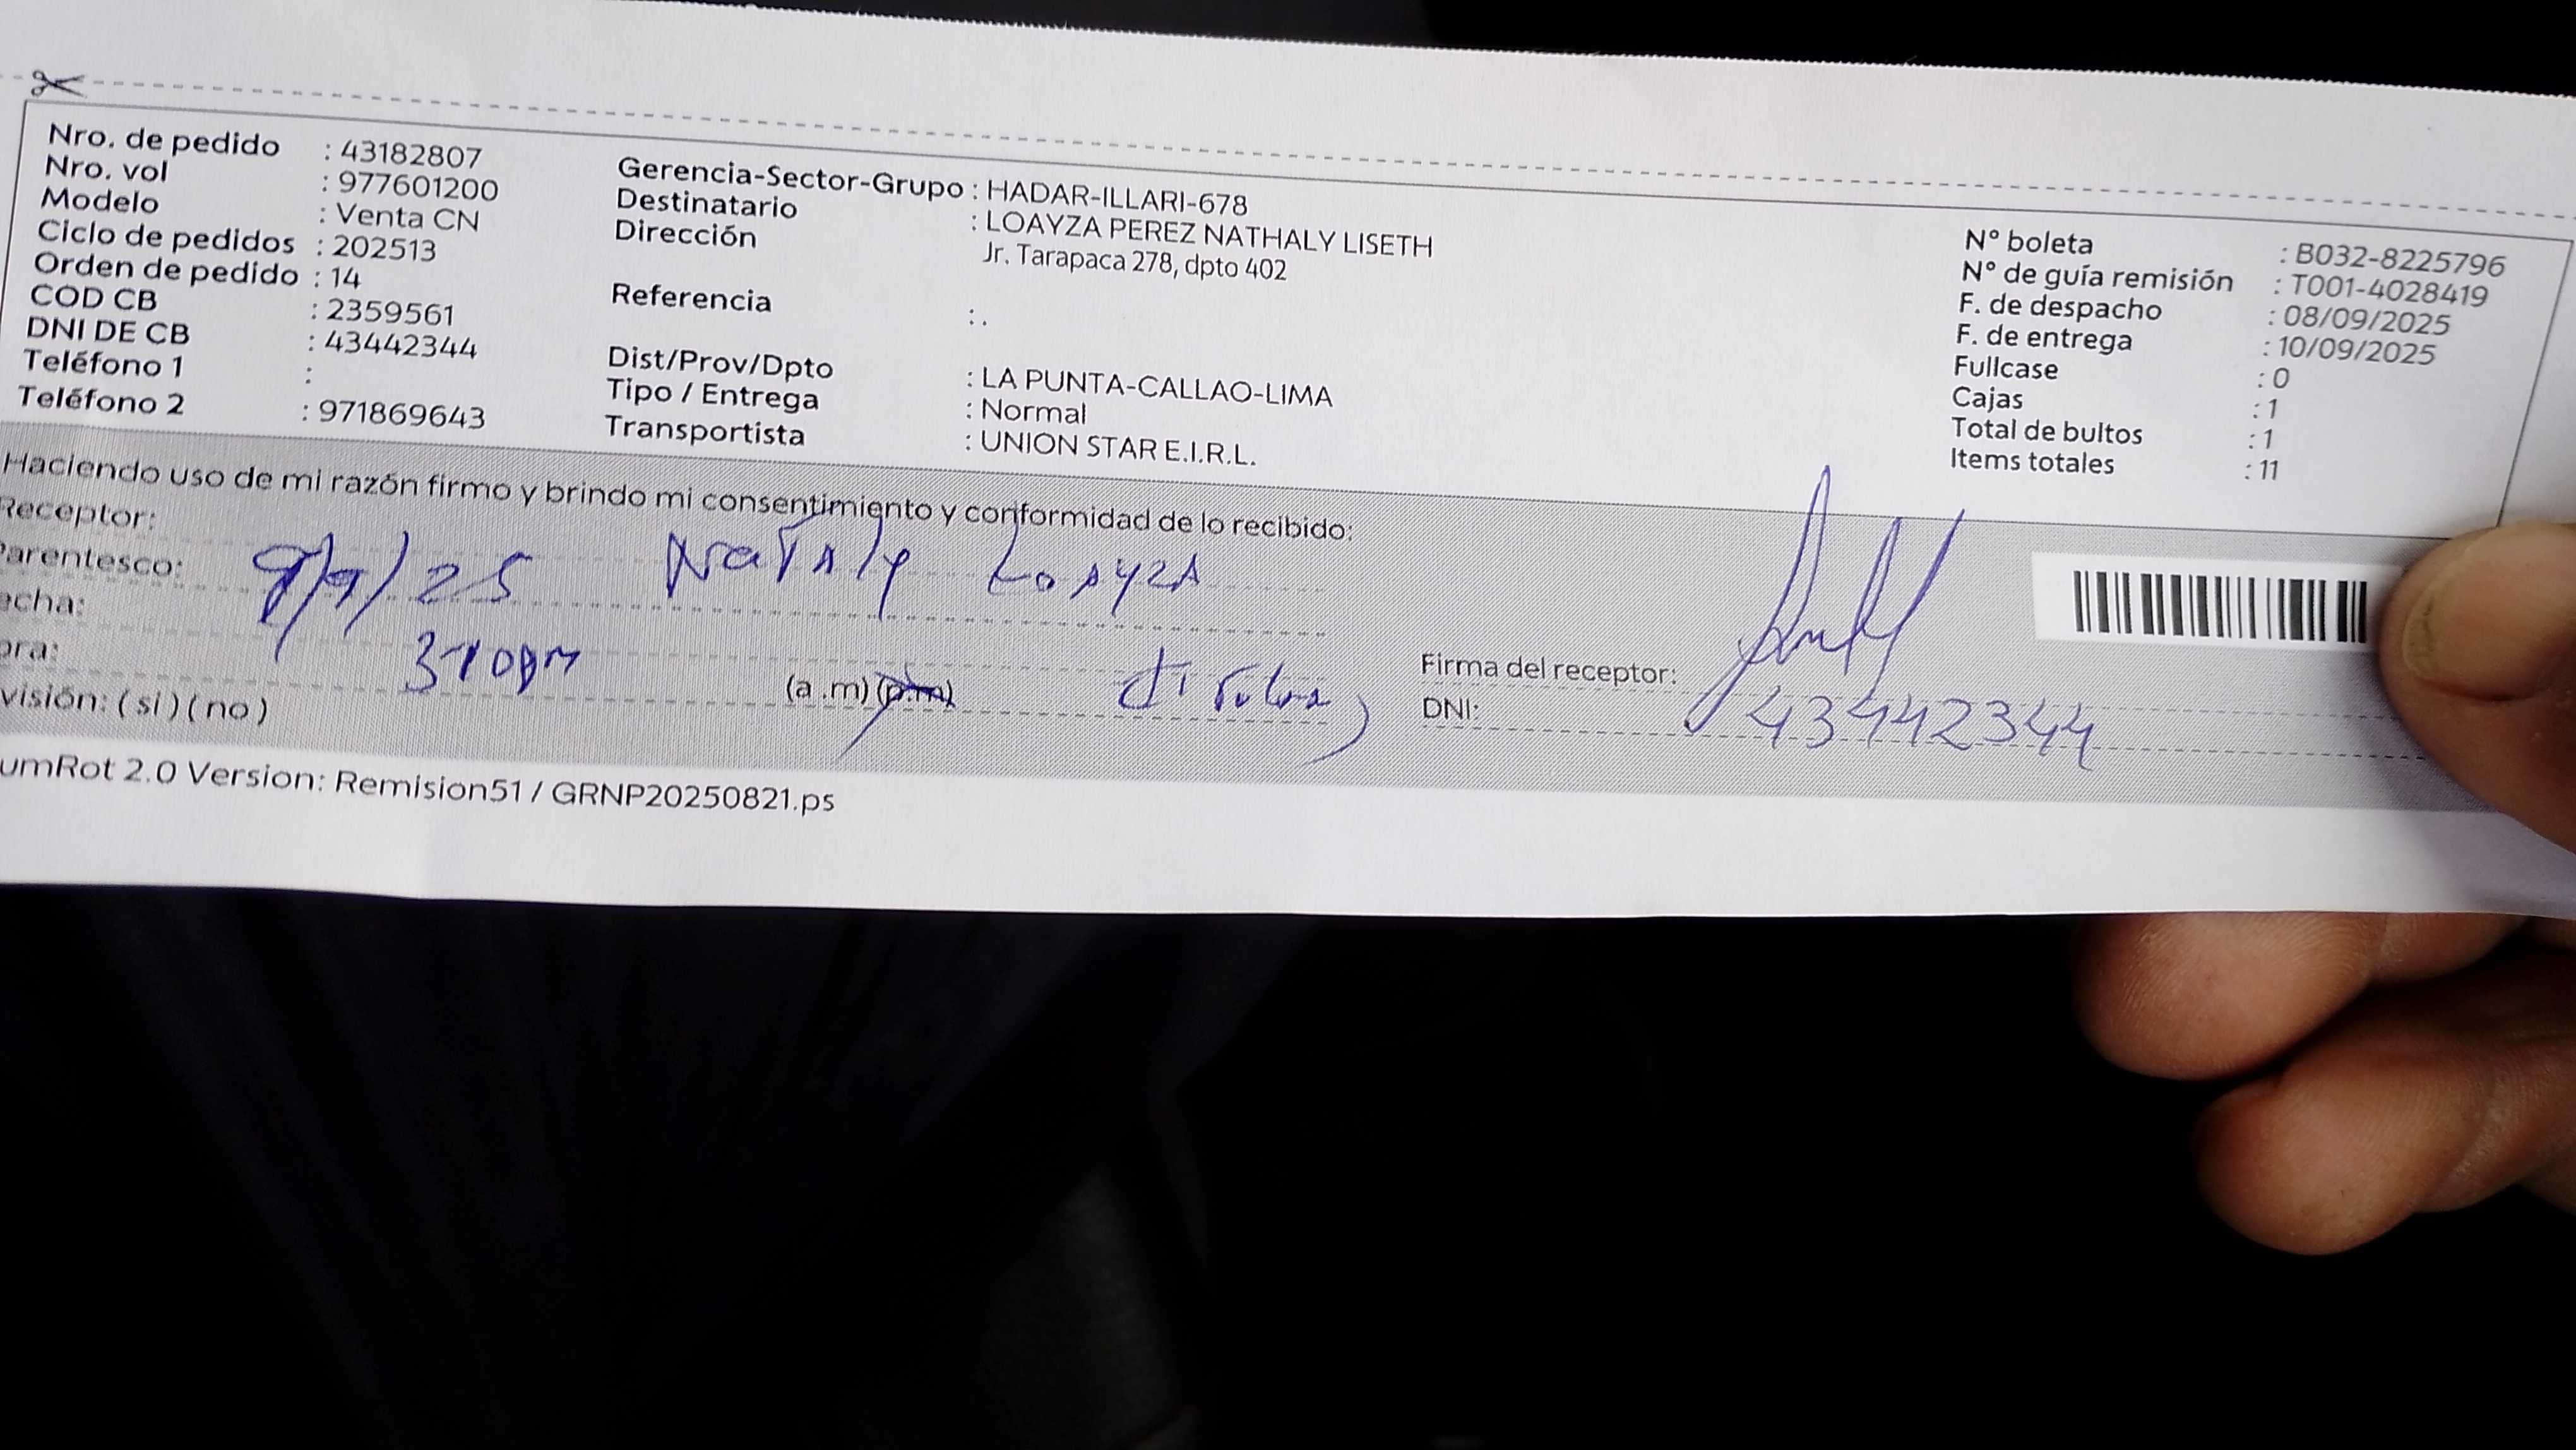 Nro. de pedido : 43182807
Nro. vol : 977601200
Modelo : Venta CN
Ciclo de pedidos : 202513
Orden de pedido : 14
COD CB : 2359561
DNI DE CB : 43442344
Teléfono 1 :
Teléfono 2 : 971869643
Gerencia-Sector-Grupo : HADAR-ILLARI-678
Destinatario : LOAYZA PEREZ NATHALY LISETH
Dirección Jr. Tarapaca 278, dpto 402
Referencia : .
Dist/Prov/Dpto : LA PUNTA-CALLAO-LIMA
Tipo / Entrega : Normal
Transportista : UNION STAR E.I.R.L.
N° boleta : B032-8225796
N° de guía remisión : T001-4028419
F. de despacho : 08/09/2025
F. de entrega : 10/09/2025
Fullcase : 0
Cajas : 1
Total de bultos : 1
Items totales : 11
Haciendo uso de mi razón firmo y brindo mi consentimiento y conformidad de lo recibido:
Receptor:
Parentesco: 9/9/25 Nataly Loayza
echa:
ora: 3-10pm (a .m) (p.m)
visión: ( si ) ( no )
Firma del receptor:
DNI: 43442344
umRot 2.0 Version: Remision51 / GRNP20250821.ps